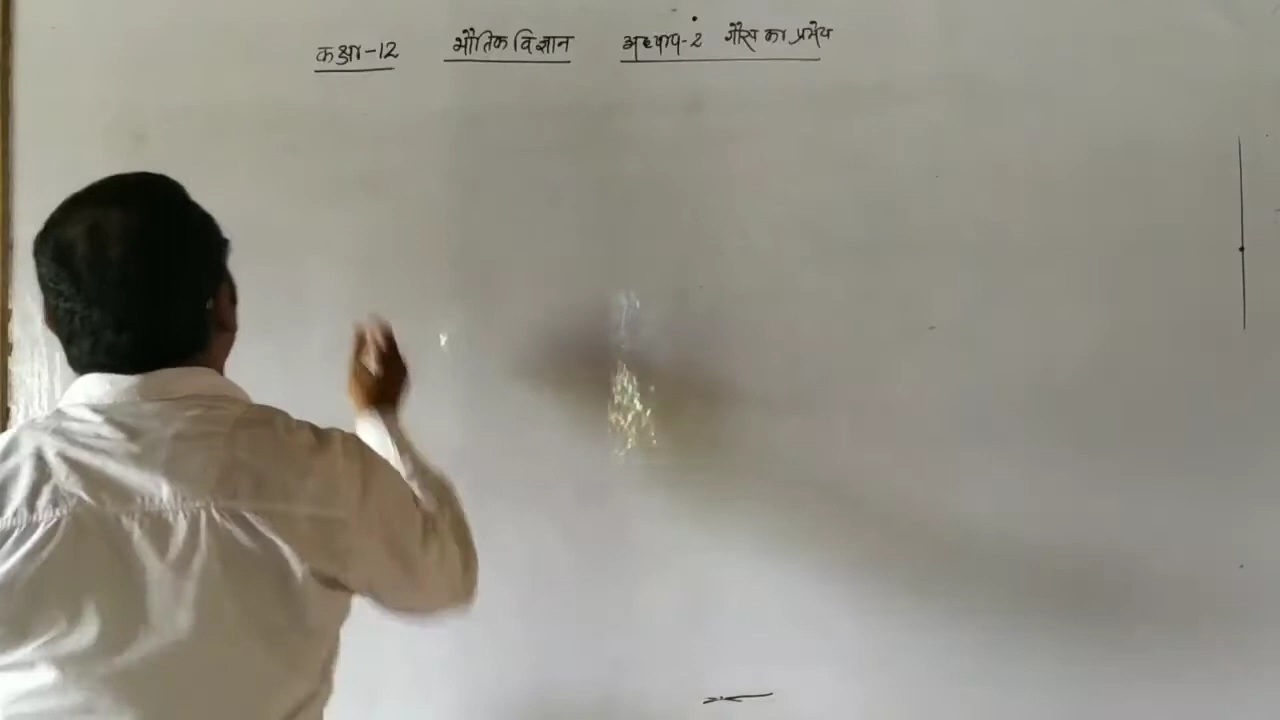 कक्षा-12 भौतिक विज्ञान अध्याय-2 गौस का प्रमेय